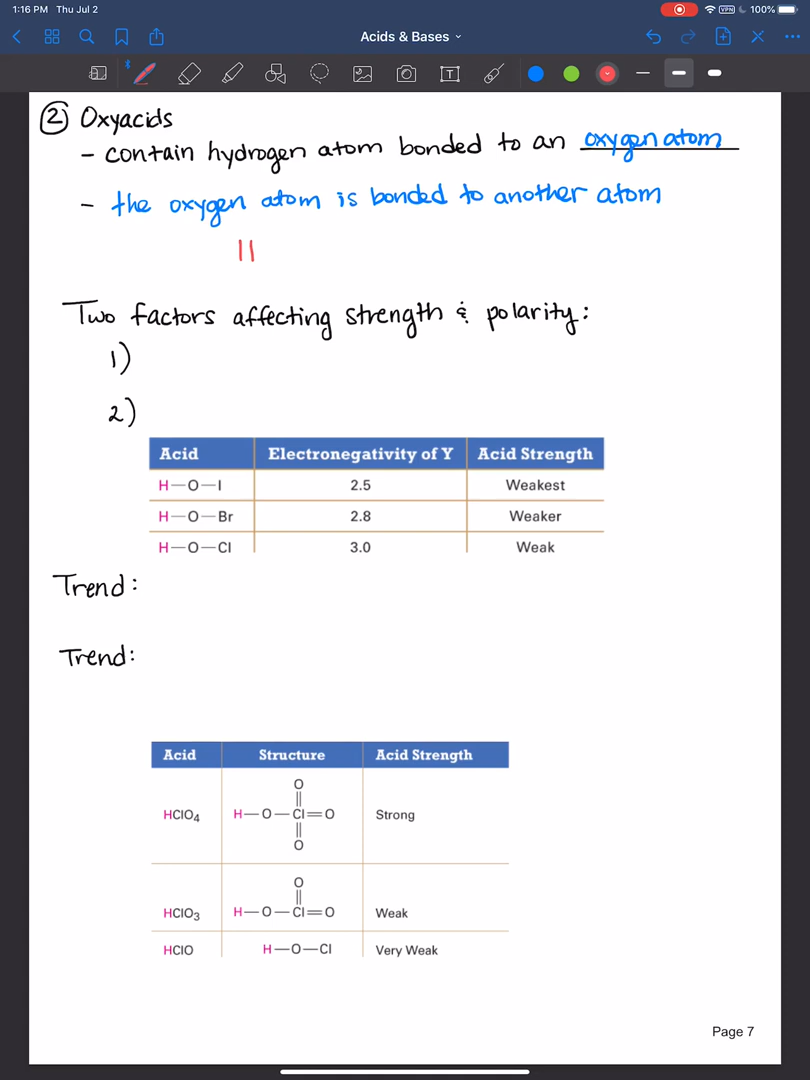 1:16 PM Thu Jul 2
VPN 100%
Acids & Bases
T
② Oxyacids
- contain hydrogen atom bonded to an oxygen atom
- the oxygen atom is bonded to another atom
Two factors affecting strength & polarity:
1)
2)
Acid Electronegativity of Y Acid Strength
H—O—I 2.5 Weakest
H—O—Br 2.8 Weaker
H—O—Cl 3.0 Weak
Trend:
Trend:
Acid Structure Acid Strength
O
||
HClO₄ H—O—Cl=O Strong
||
O
O
||
HClO₃ H—O—Cl=O Weak
HClO H—O—Cl Very Weak
Page 7